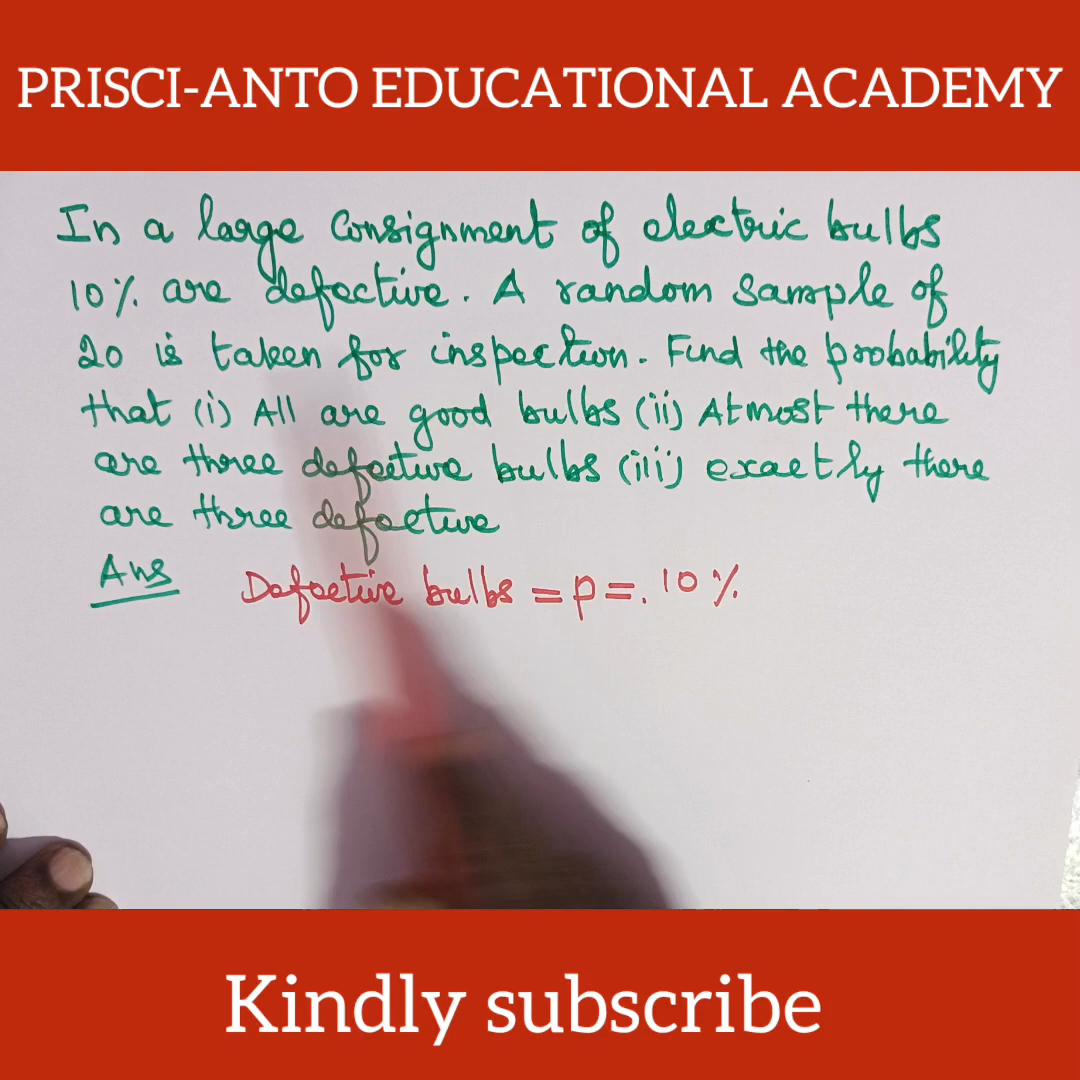 PRISCI-ANTO EDUCATIONAL ACADEMY
In a large consignment of electric bulbs
10% are defective. A random sample of
20 is taken for inspection. Find the probability
that (i) All are good bulbs (ii) Atmost there
are three defective bulbs (iii) exactly there
are three defective
Ans Defective bulbs = p = . 10%
Kindly subscribe